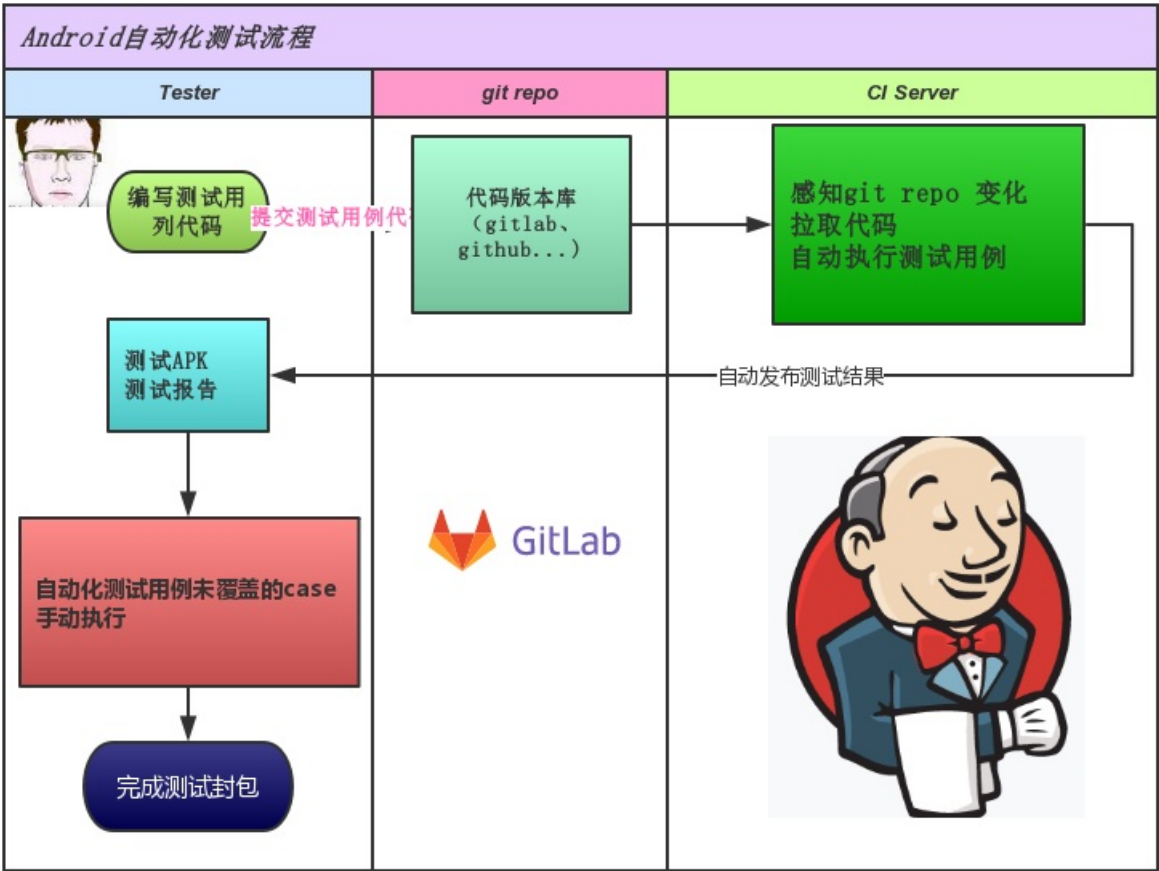 Android自动化测试流程
Tester
git repo
CI Server
编写测试用
列代码
提交测试用例代
代码版本库
（gitlab、
github...）
感知git repo 变化
拉取代码
自动执行测试用例
测试APK
测试报告
自动发布测试结果
GitLab
自动化测试用例未覆盖的case
手动执行
完成测试封包